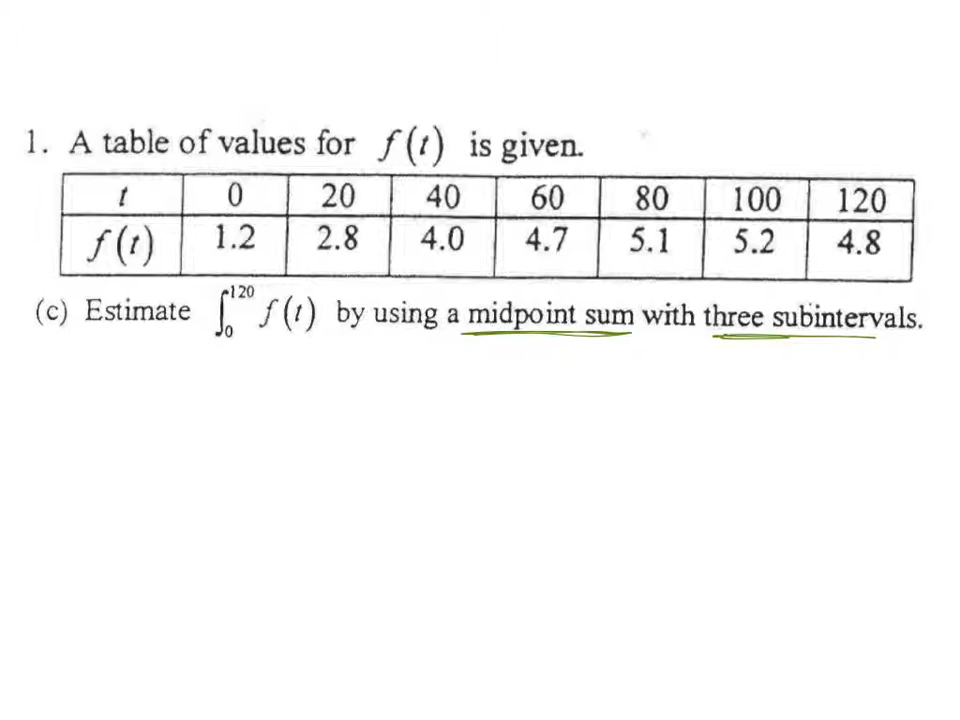 1. A table of values for f(t) is given.
t 0 20 40 60 80 100 120
f(t) 1.2 2.8 4.0 4.7 5.1 5.2 4.8
(c) Estimate ∫₀¹²⁰ f(t) by using a midpoint sum with three subintervals.